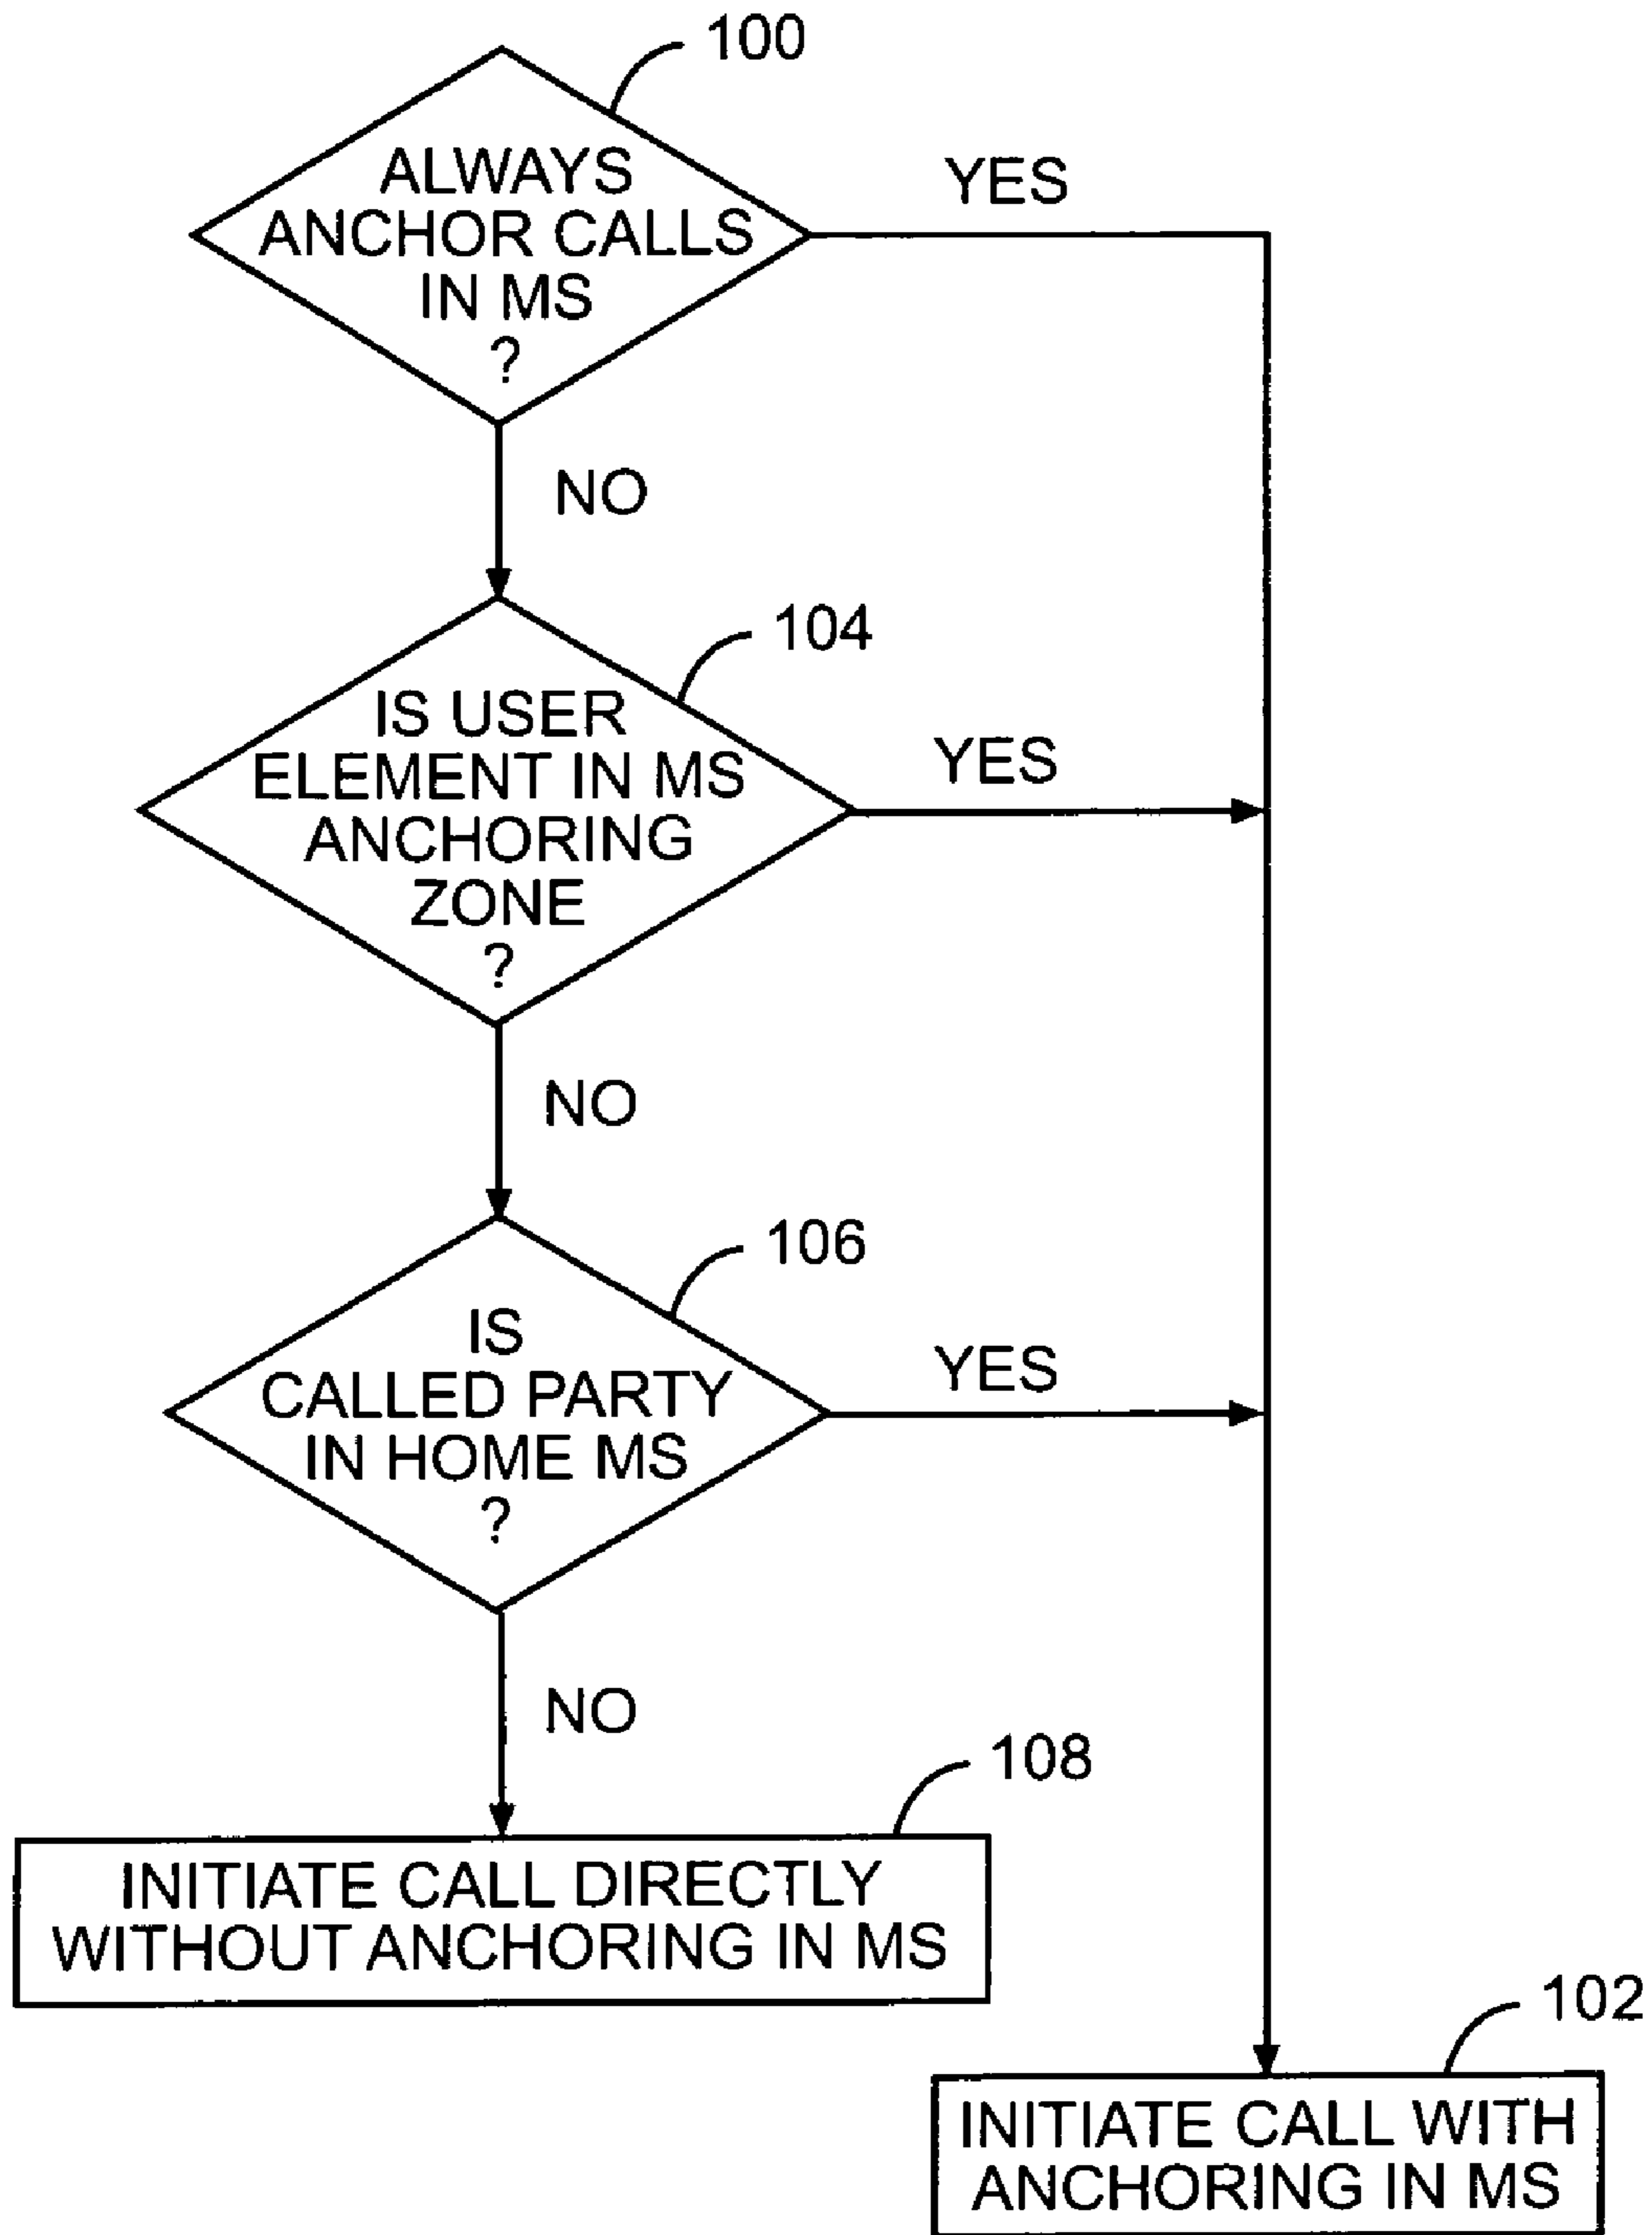 100
ALWAYS
ANCHOR CALLS
IN MS
?
YES
NO
104
IS USER
ELEMENT IN MS
ANCHORING
ZONE
?
YES
NO
106
IS
CALLED PARTY
IN HOME MS
?
YES
NO
108
INITIATE CALL DIRECTLY
WITHOUT ANCHORING IN MS
102
INITIATE CALL WITH
ANCHORING IN MS